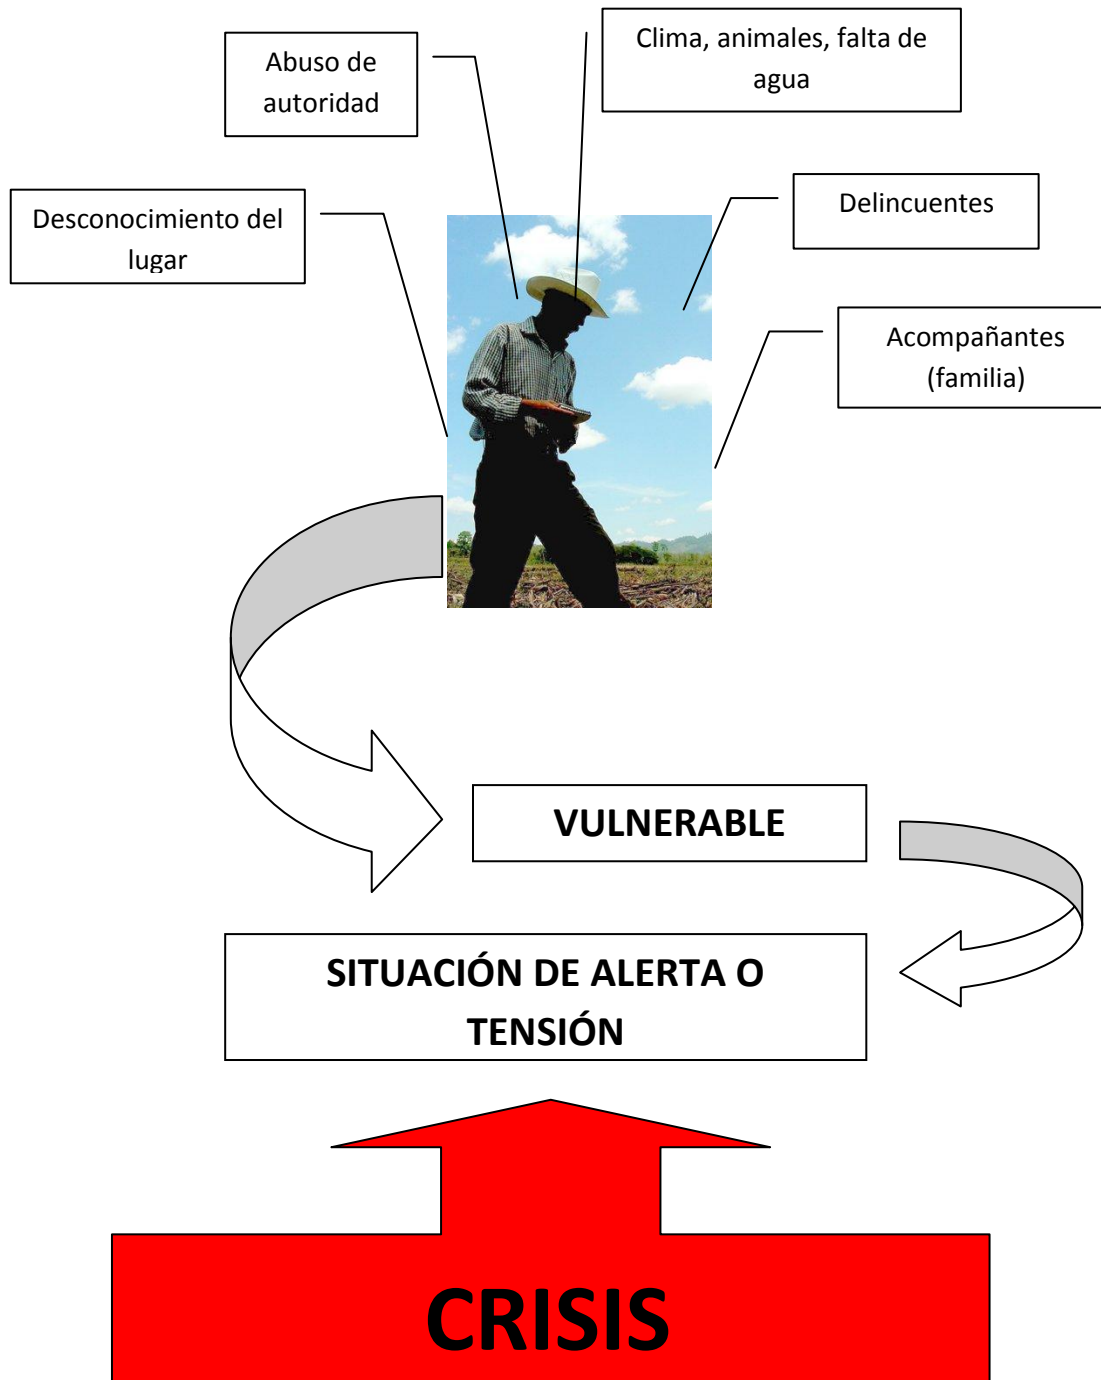 Clima, animales, falta de
agua
Abuso de
autoridad
Desconocimiento del
lugar
Delincuentes
Acompañantes
(familia)
VULNERABLE
SITUACIÓN DE ALERTA O
TENSIÓN
CRISIS